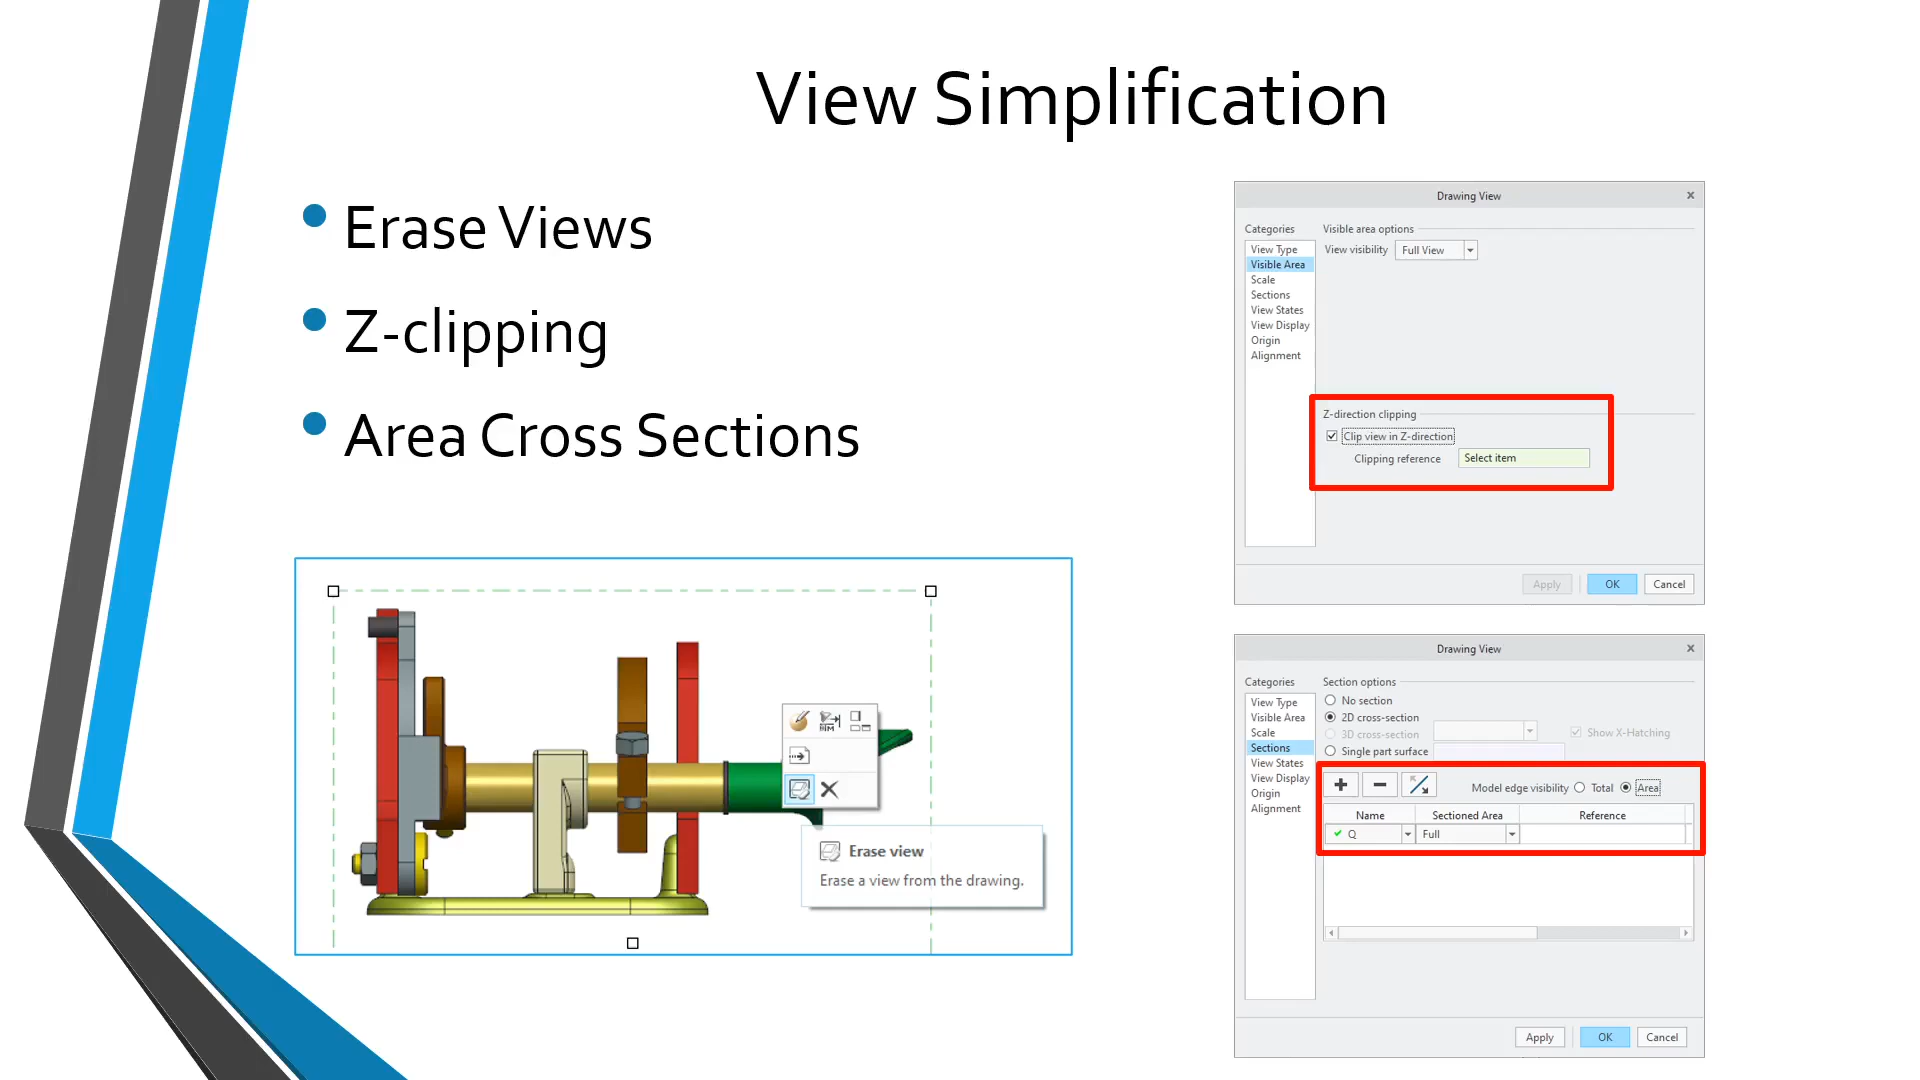 View Simplification
Erase Views
Z-clipping
Area Cross Sections
Erase view
Erase a view from the drawing.
Drawing View
Categories
View Type
Visible Area
Scale
Sections
View States
View Display
Origin
Alignment
Visible area options
View visibility Full View
Z-direction clipping
Clip view in Z-direction
Clipping reference Select item
Apply OK Cancel
Drawing View
Categories
View Type
Visible Area
Scale
Sections
View States
View Display
Origin
Alignment
Section options
No section
2D cross-section
3D cross-section
Show X-Hatching
Single part surface
Model edge visibility Total Area
Name Sectioned Area Reference
Q Full
Apply OK Cancel